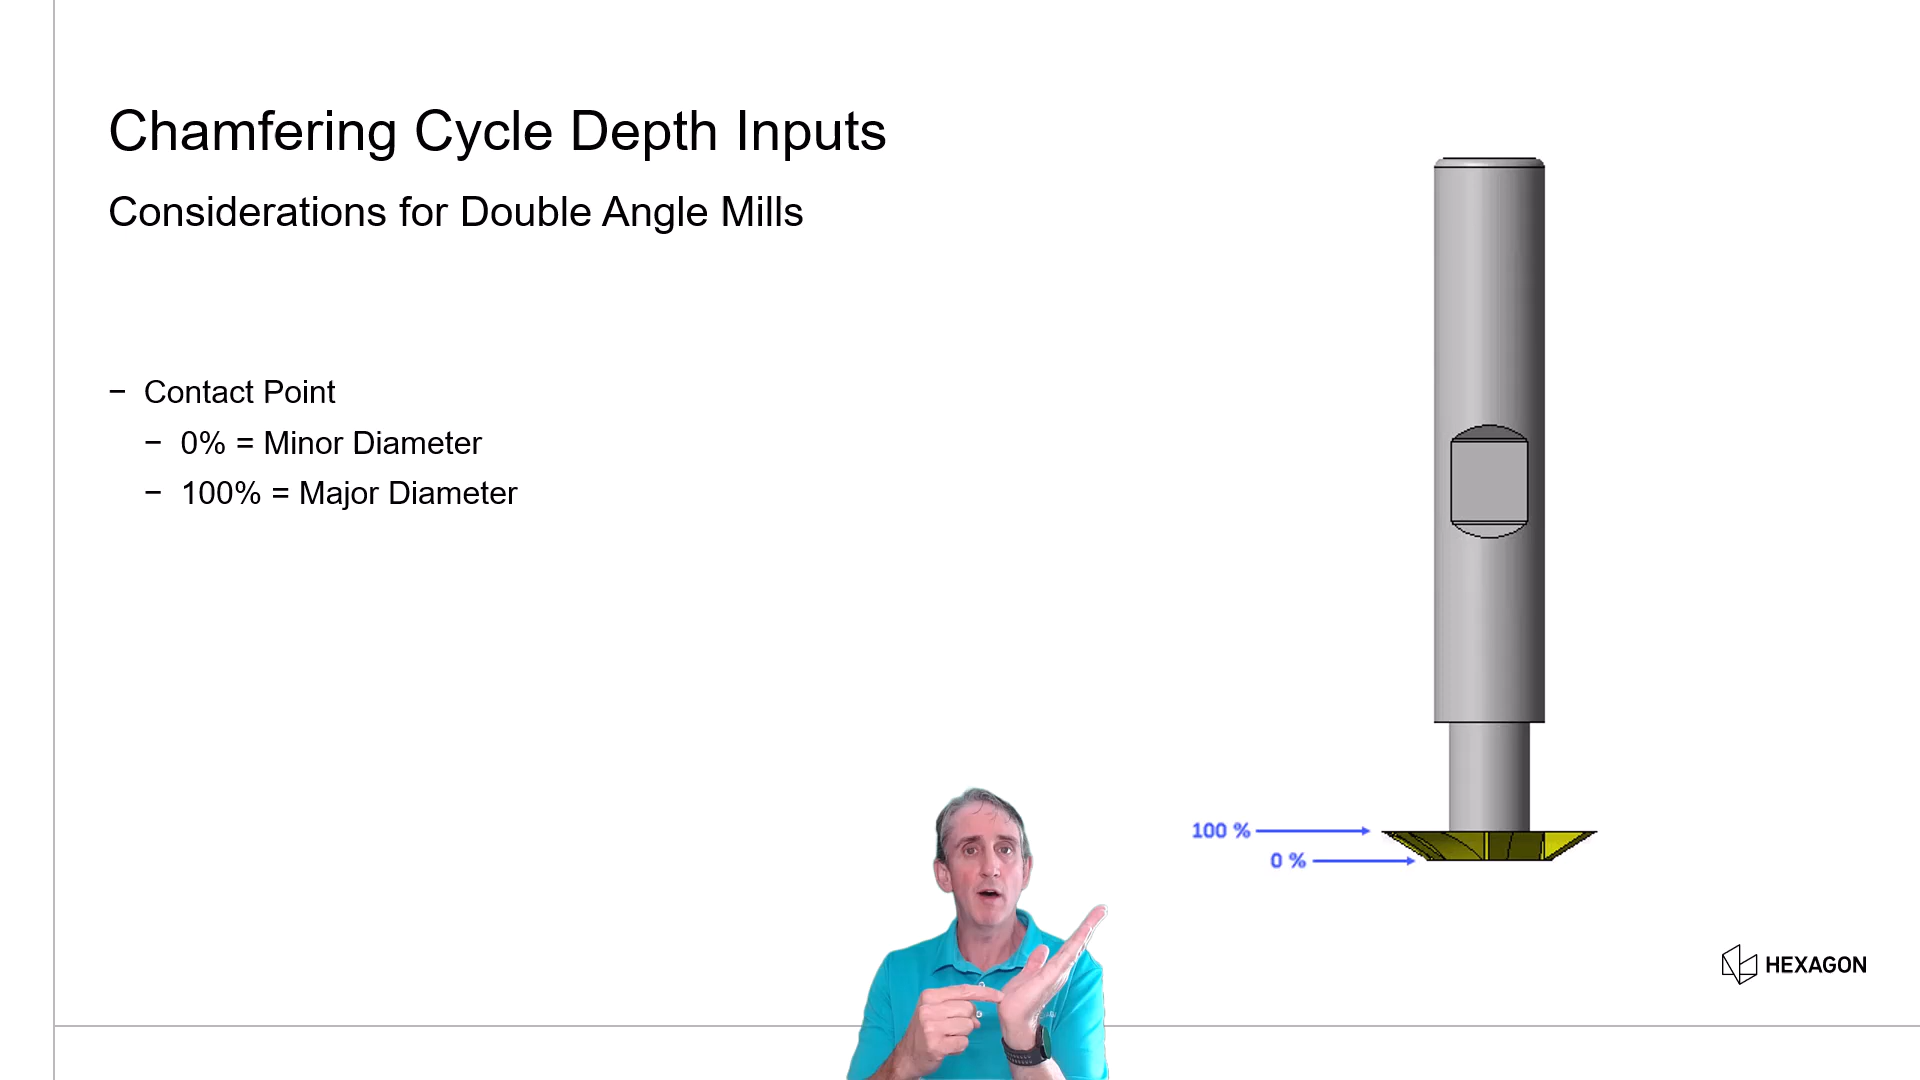 Chamfering Cycle Depth Inputs
Considerations for Double Angle Mills
− Contact Point
− 0% = Minor Diameter
− 100% = Major Diameter
100 %
0 %
HEXAGON